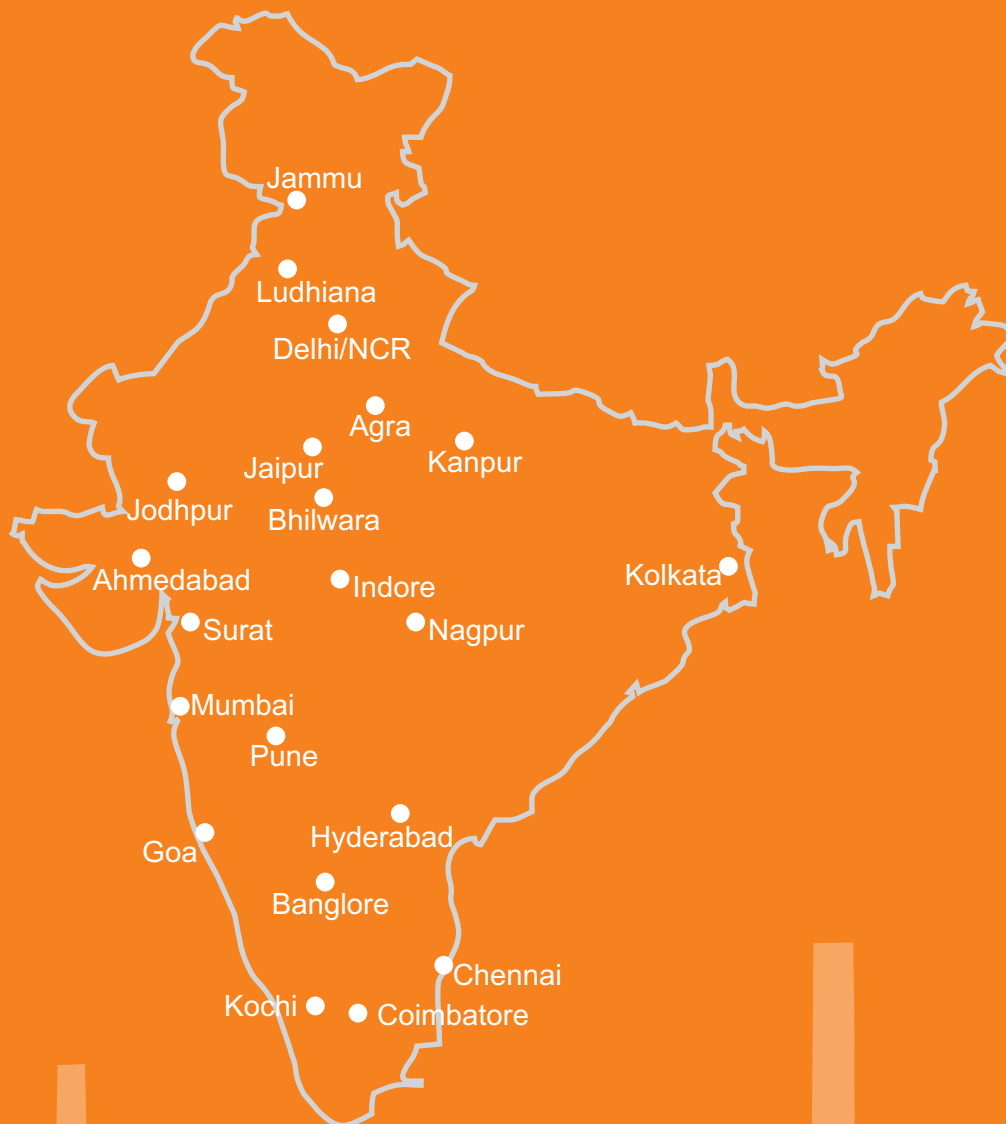 Jammu
Ludhiana
Delhi/NCR
Agra
Jaipur
Kanpur
Jodhpur
Bhilwara
Ahmedabad
Indore
Kolkata
Surat
Nagpur
Mumbai
Pune
Hyderabad
Goa
Banglore
Chennai
Kochi
Coimbatore